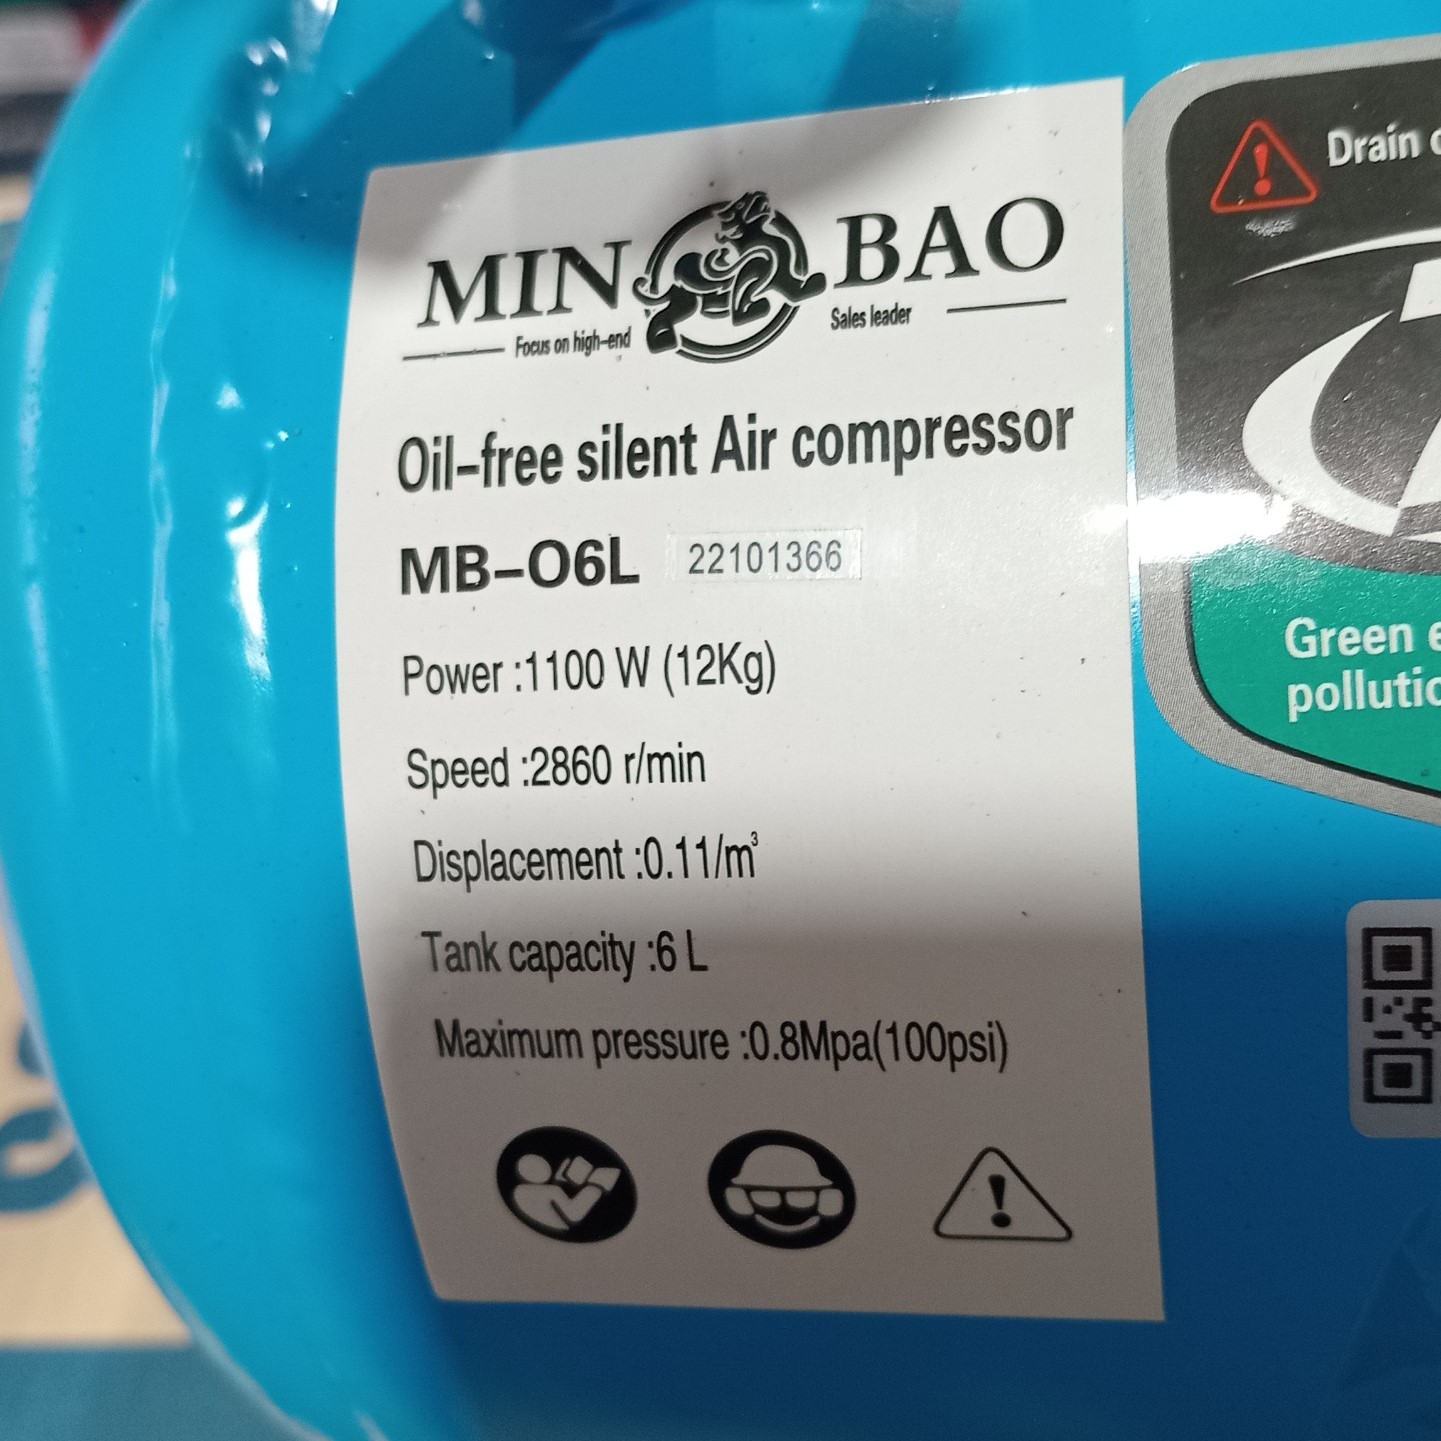 MIN BAO
Focus on high-end
Sales leader
Oil-free silent Air compressor
MB-O6L 22101366
Power :1100 W (12Kg)
Speed :2860 r/min
Displacement :0.11/m³
Tank capacity :6 L
Maximum pressure :0.8Mpa(100psi)
Drain
Green